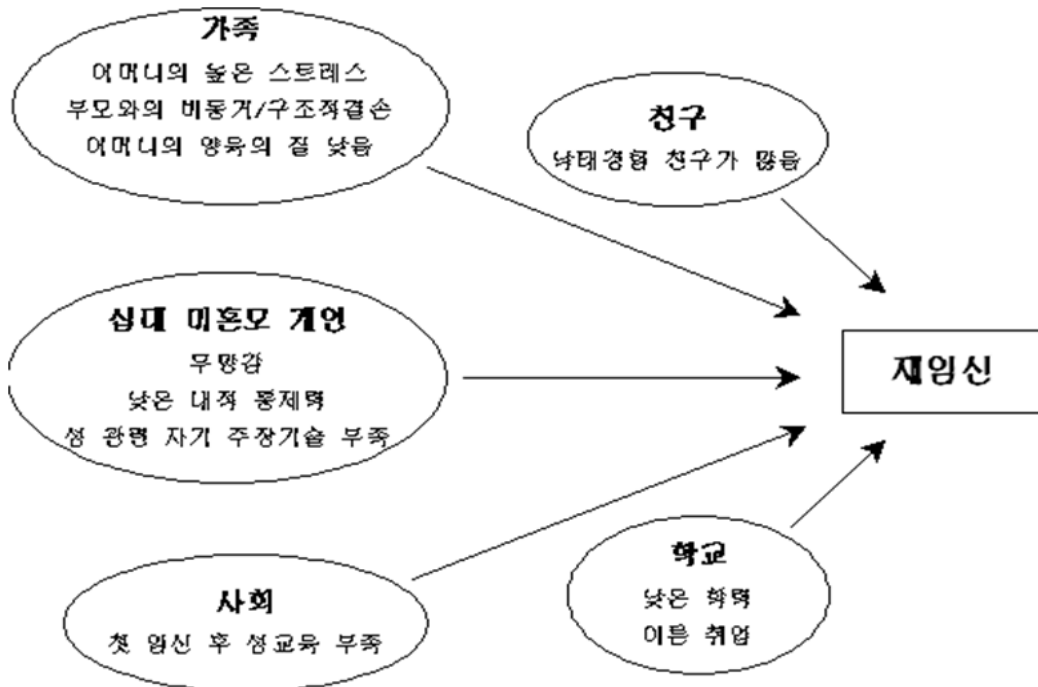 가족
어머니의 높은 스트레스
부모와의 비동거/구조적결손
어머니의 양육의 질 낮음
친구
낙태경험 친구가 많음
십대 미혼모 개인
무망감
낮은 내적 통제력
성 관련 자기 주장기술 부족
재임신
사회
첫 임신 후 성교육 부족
학교
낮은 학력
이른 취업